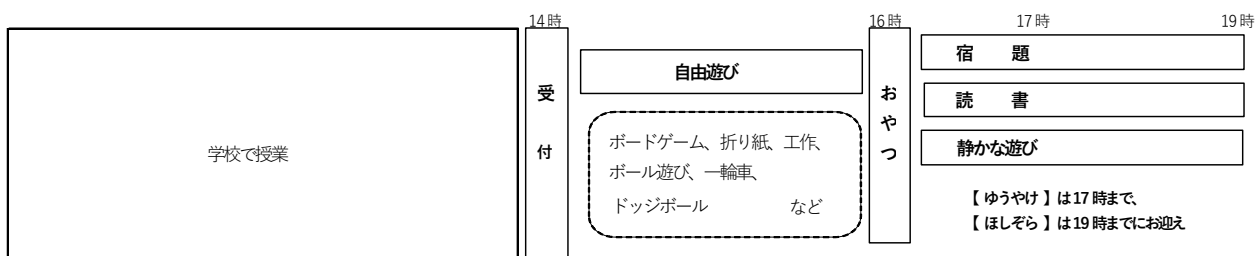 14時
16時
17時
19時
学校で授業
受付
自由遊び
ボードゲーム、折り紙、工作、
ボール遊び、一輪車、
ドッジボール　　　　　など
おやつ
宿　　題
読　　書
静かな遊び
【 ゆうやけ 】は17時まで、
【 ほしぞら 】は19時までにお迎え